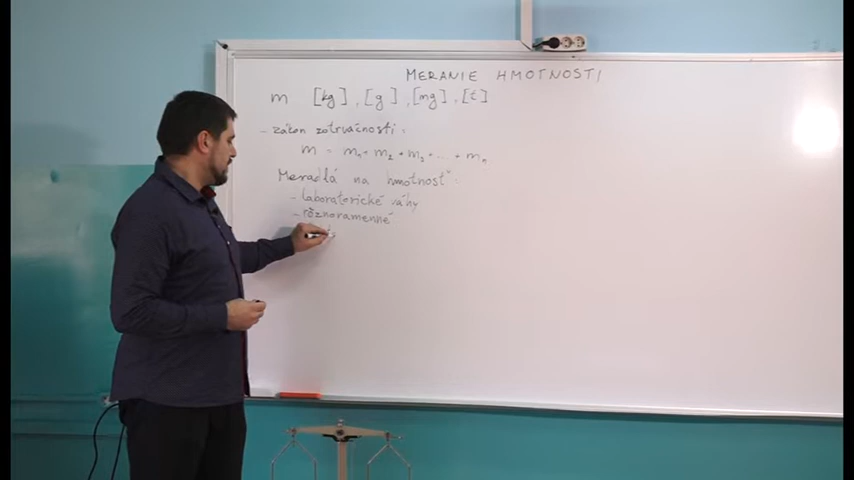 MERANIE HMOTNOSTI
m [kg], [g], [mg], [t]
- zákon zotrvačnosti:
m = m₁ + m₂ + m₃ + ... + mₙ
Meradlá na hmotnosť:
- laboratorické váhy
- rôznoramenné